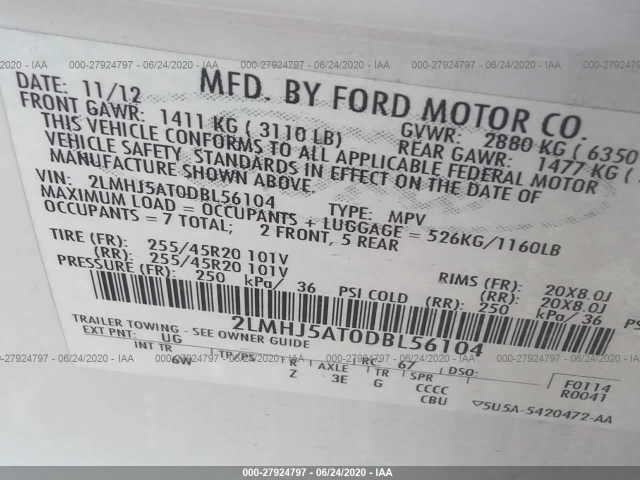 000-27924797 - 06/24/2020 - IAA
MFD. BY FORD MOTOR CO.
DATE: 11/12
FRONT GAWR: 1411 KG ( 3110 LB)
GVWR: 2880 KG ( 6350
REAR GAWR: 1477 KG (
THIS VEHICLE CONFORMS TO ALL APPLICABLE FEDERAL MOTOR
VEHICLE SAFETY STANDARDS IN EFFECT ON THE DATE OF
MANUFACTURE SHOWN ABOVE.
VIN: 2LMHJ5AT0DBL56104
TYPE: MPV
MAXIMUM LOAD = OCCUPANTS + LUGGAGE = 526KG/1160LB
OCCUPANTS = 7 TOTAL; 2 FRONT, 5 REAR
TIRE (FR): 255/45R20 101V
(RR): 255/45R20 101V
RIMS (FR): 20X8.0J
(RR): 20X8.0J
PRESSURE (FR): 250 kPa/ 36 PSI COLD (RR): 250 kPa/ 36
2LMHJ5AT0DBL56104
TRAILER TOWING - SEE OWNER GUIDE
EXT PNT: UG RC: 67 DSO:
INT TR TP/PS R AXLE TR SPR
6W Z 3E G CCCC
CBU
F0114
R0041
5U5A-5420472-AA
000-27924797 - 06/24/2020 - IAA